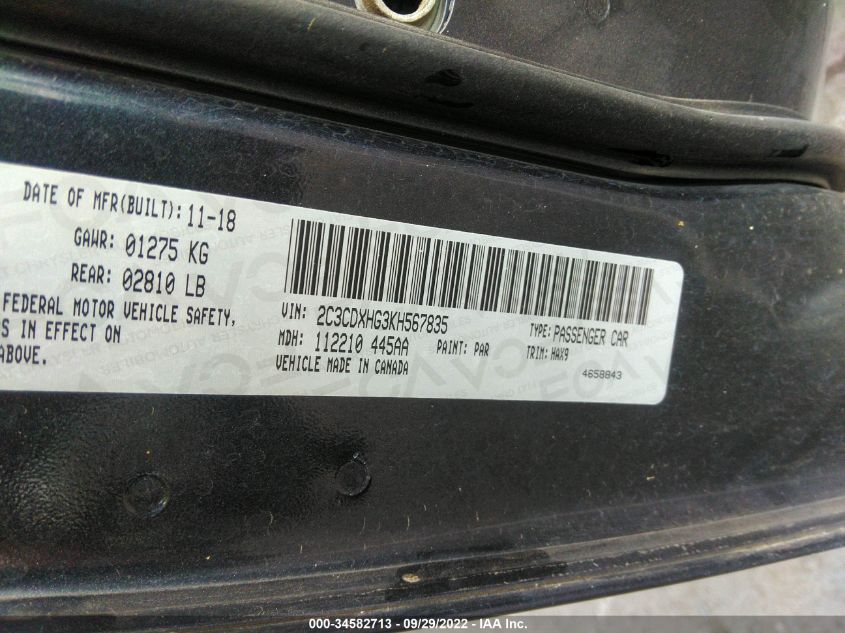 DATE OF MFR(BUILT): 11-18
GAWR: 01275 KG
REAR: 02810 LB
FEDERAL MOTOR VEHICLE SAFETY,
S IN EFFECT ON
ABOVE.
VIN: 2C3CDXHG3KH567835
TYPE: PASSENGER CAR
MDH: 112210 445AA
PAINT: PAR
TRIM: HAX9
VEHICLE MADE IN CANADA
4658843
000-34582713 - 09/29/2022 - IAA Inc.